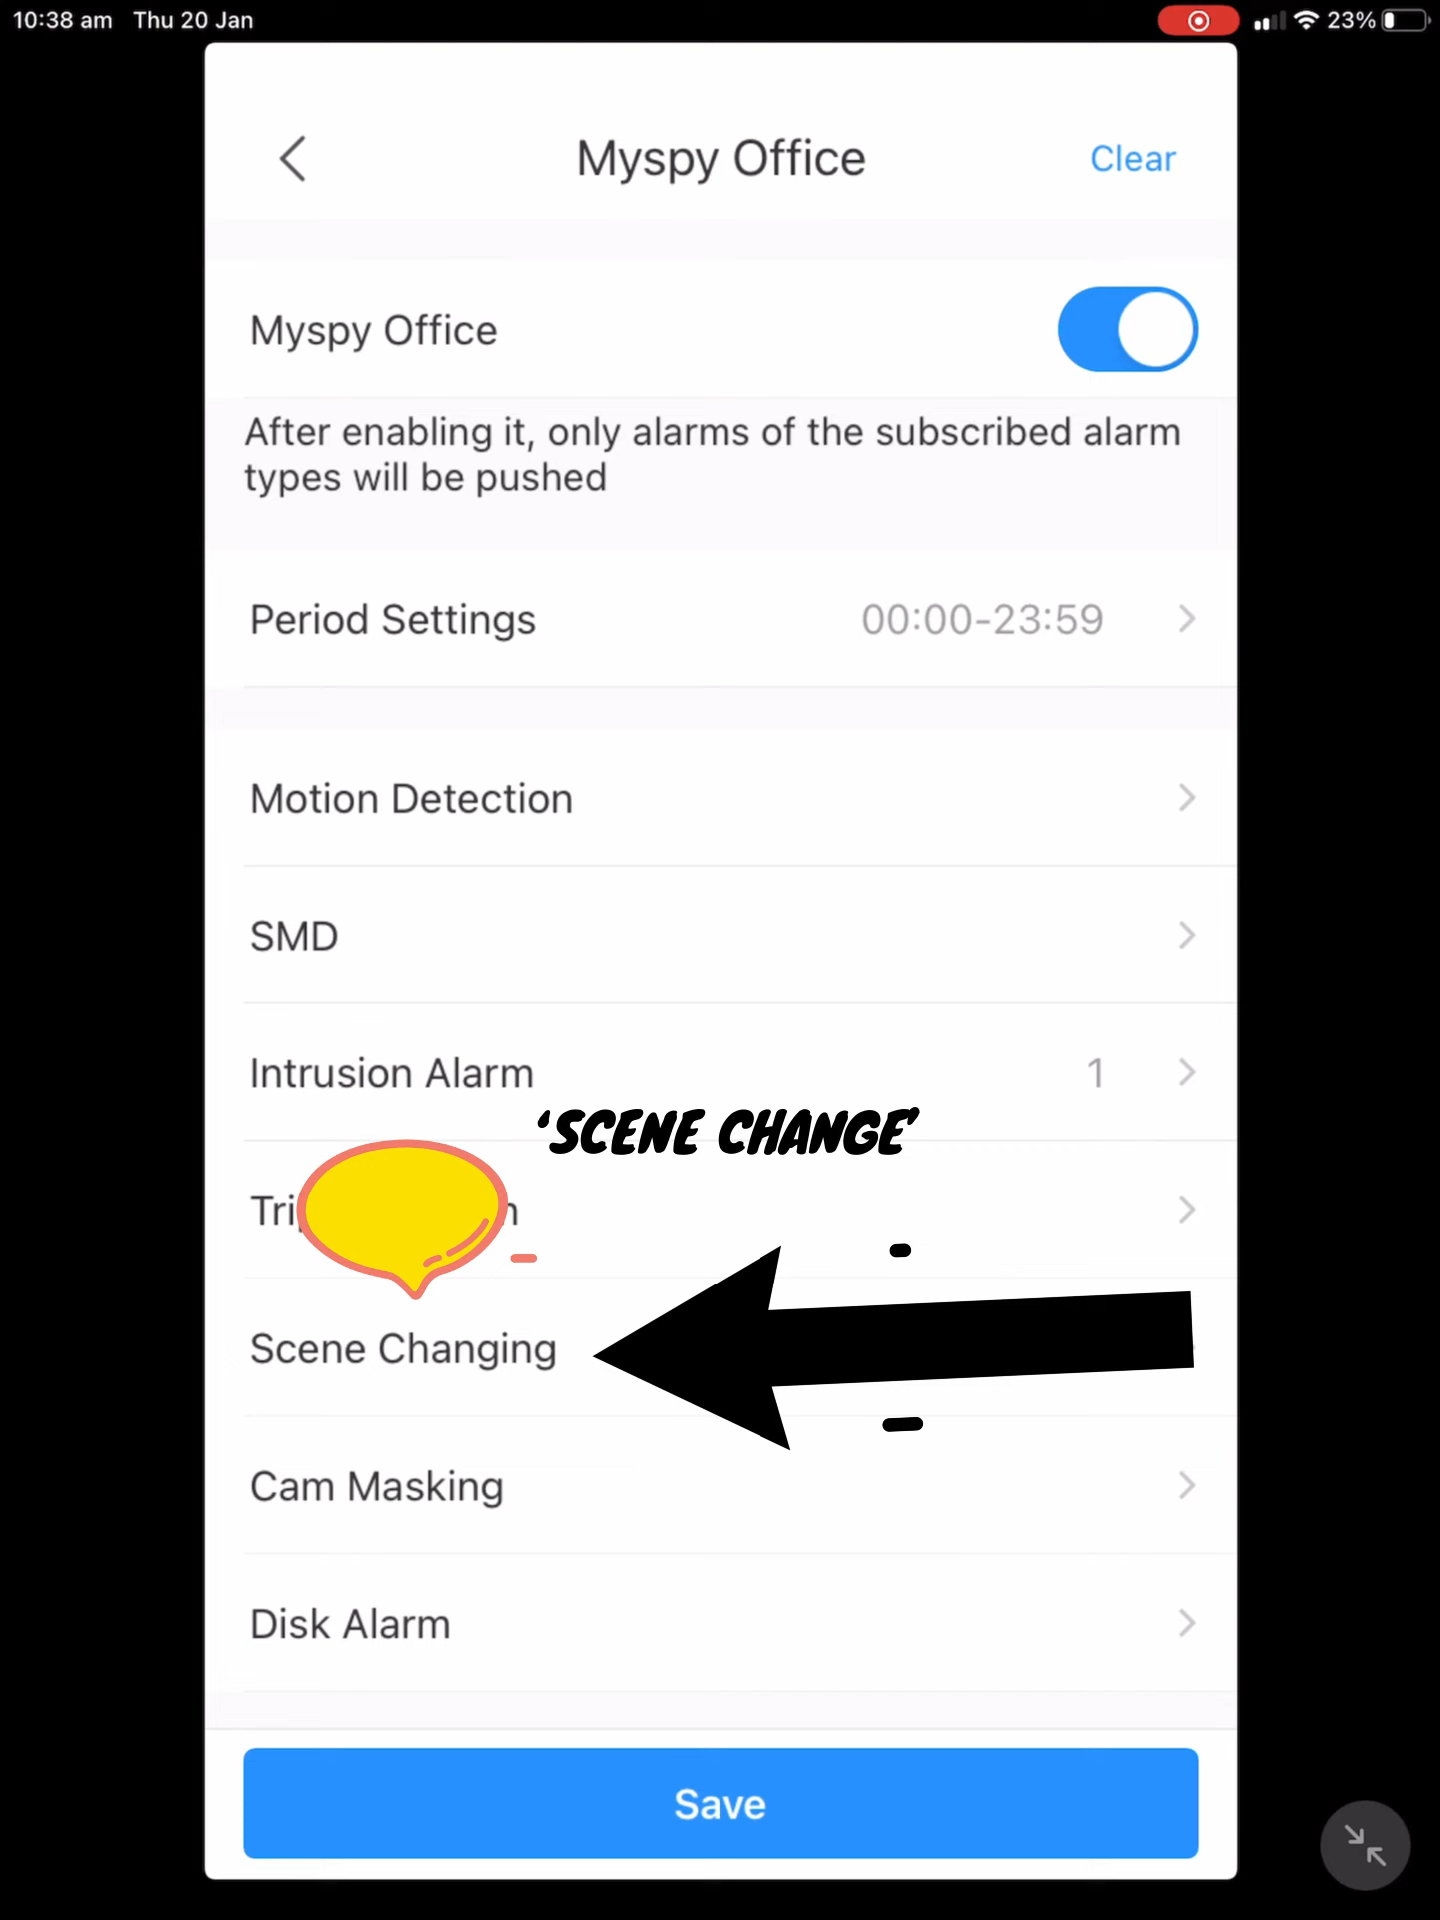 10:38 am Thu 20 Jan 23%
Myspy Office Clear
Myspy Office
After enabling it, only alarms of the subscribed alarm
types will be pushed
Period Settings 00:00-23:59
Motion Detection
SMD
Intrusion Alarm 1
‘SCENE CHANGE’
Scene Changing
Cam Masking
Disk Alarm
Save